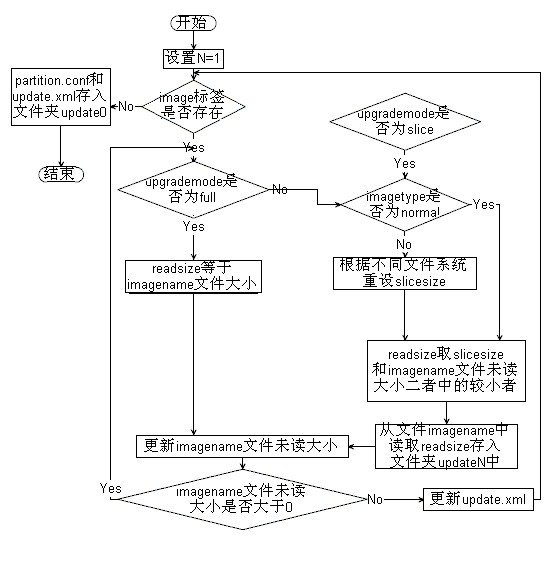 开始
设置N=1
image标签
是否存在
No
partition.conf和
update.xml存入
文件夹update0
结束
Yes
upgrademode是
否为slice
Yes
upgrademode是
否为full
No
imagetype是
否为normal
Yes
Yes
No
readsize等于
imagename文件大小
根据不同文件系统
重设slicesize
readsize取slicesize
和imagename文件未读
大小二者中的较小者
从文件imagename中
读取readsize存入
文件夹updateN中
更新imagename文件未读大小
Yes
imagename文件未读
大小是否大于0
No
更新update.xml